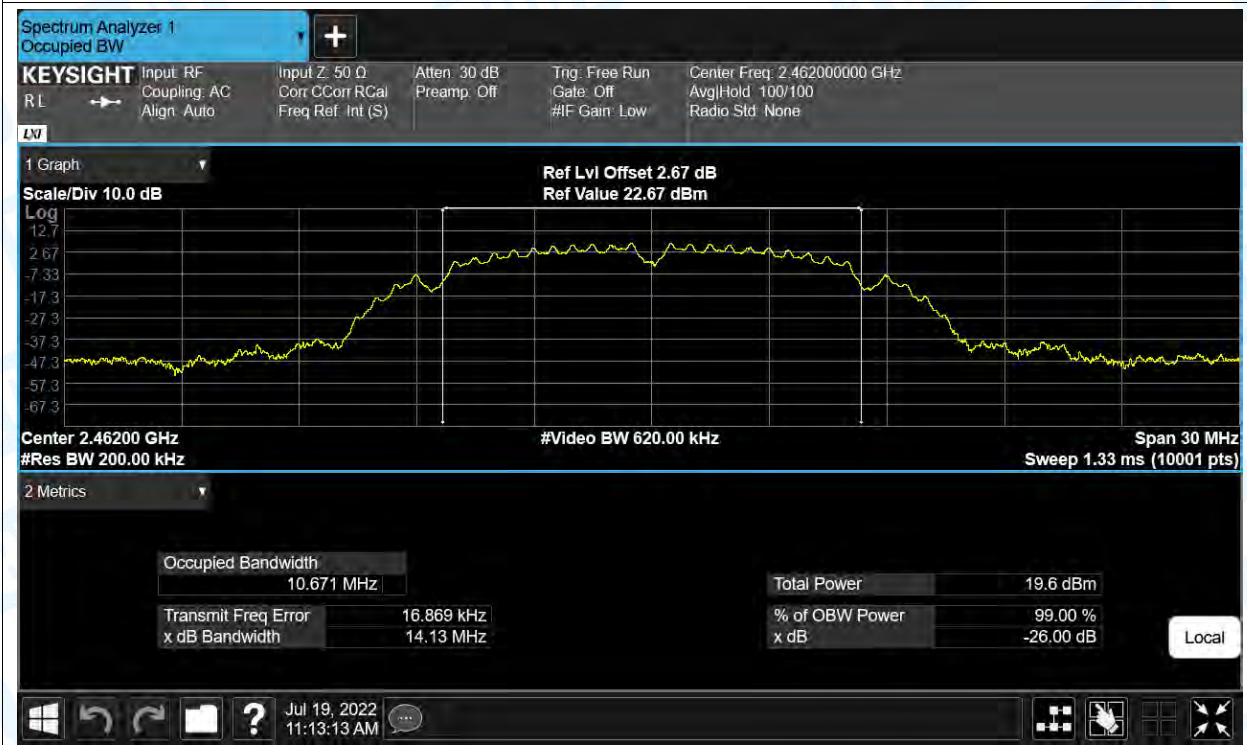 Spectrum Analyzer 1
Occupied BW
KEYSIGHT
R L
LXI
Input: RF
Coupling: AC
Align: Auto
Input Z: 50 Ω
Corr CCorr RCal
Freq Ref: Int (S)
Atten: 30 dB
Preamp: Off
Trig: Free Run
Gate: Off
#IF Gain: Low
Center Freq: 2.462000000 GHz
Avg|Hold: 100/100
Radio Std: None
1 Graph
Scale/Div 10.0 dB
Ref Lvl Offset 2.67 dB
Ref Value 22.67 dBm
Log
12.7
2.67
-7.33
-17.3
-27.3
-37.3
-47.3
-57.3
-67.3
Center 2.46200 GHz
#Res BW 200.00 kHz
#Video BW 620.00 kHz
Span 30 MHz
Sweep 1.33 ms (10001 pts)
2 Metrics
Occupied Bandwidth
10.671 MHz
Transmit Freq Error 16.869 kHz
x dB Bandwidth 14.13 MHz
Total Power 19.6 dBm
% of OBW Power 99.00 %
x dB -26.00 dB
Local
?
Jul 19, 2022
11:13:13 AM